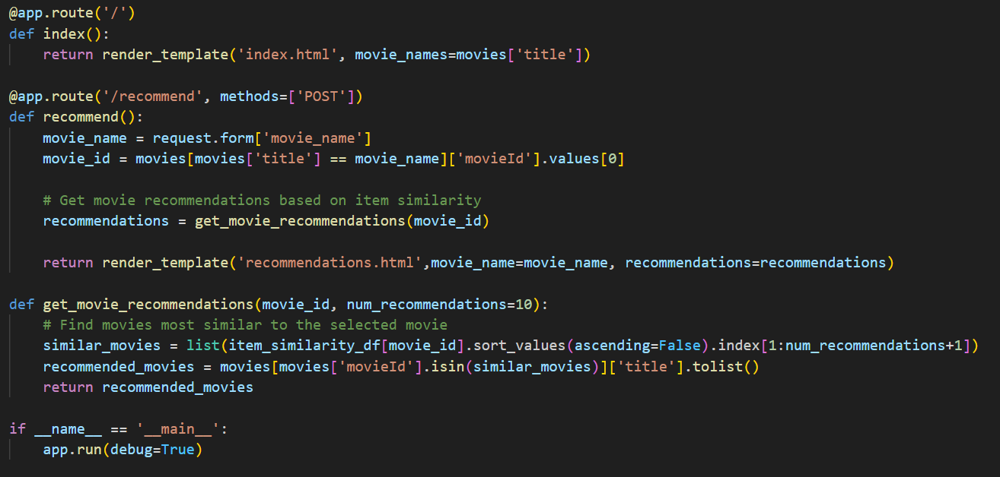 @app.route('/')
def index():
    return render_template('index.html', movie_names=movies['title'])

@app.route('/recommend', methods=['POST'])
def recommend():
    movie_name = request.form['movie_name']
    movie_id = movies[movies['title'] == movie_name]['movieId'].values[0]

    # Get movie recommendations based on item similarity
    recommendations = get_movie_recommendations(movie_id)

    return render_template('recommendations.html',movie_name=movie_name, recommendations=recommendations)

def get_movie_recommendations(movie_id, num_recommendations=10):
    # Find movies most similar to the selected movie
    similar_movies = list(item_similarity_df[movie_id].sort_values(ascending=False).index[1:num_recommendations+1])
    recommended_movies = movies[movies['movieId'].isin(similar_movies)]['title'].tolist()
    return recommended_movies

if __name__ == '__main__':
    app.run(debug=True)